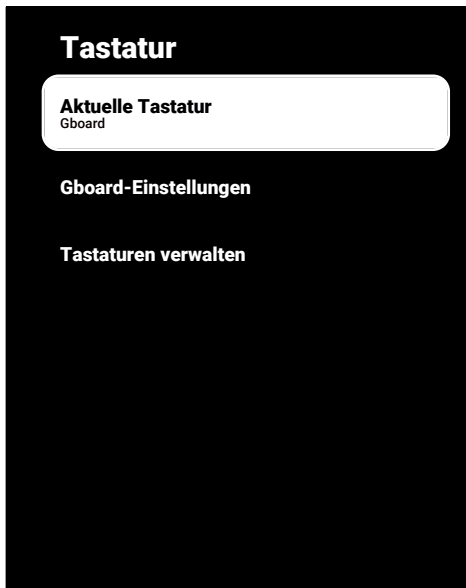 Tastatur
Aktuelle Tastatur
Gboard
Gboard-Einstellungen
Tastaturen verwalten